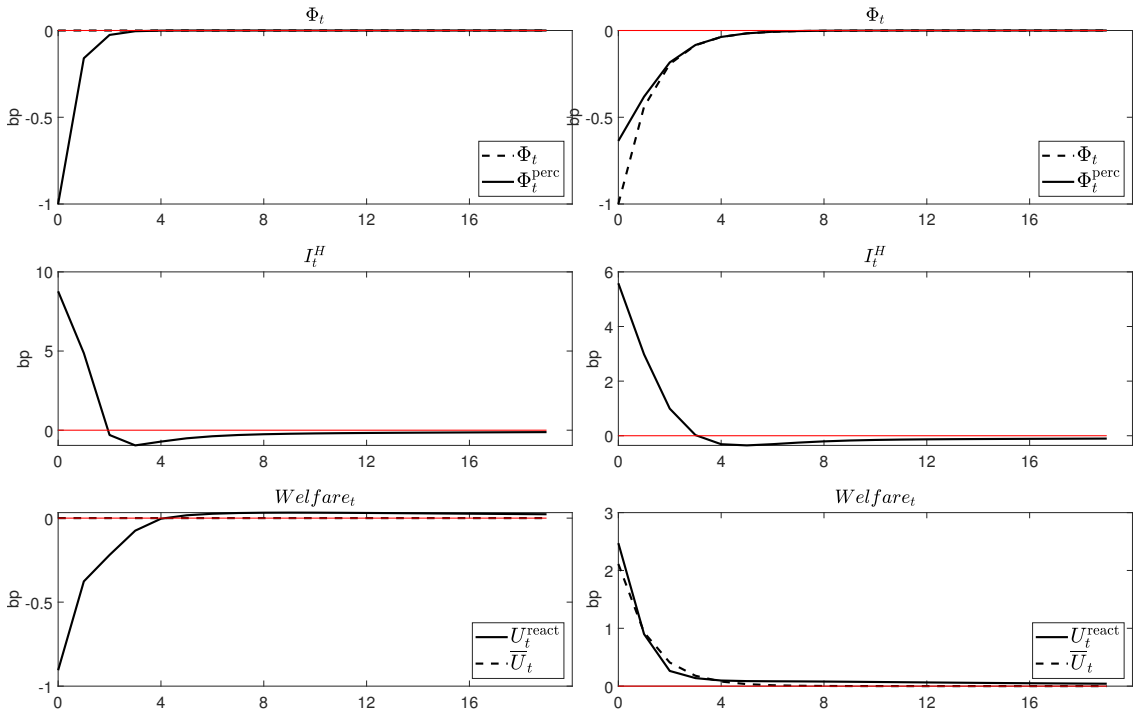 Φ_t
0
-0.5
-1
bp
0 4 8 12 16
Φ_t
Φ_t^perc
Φ_t
0
-0.5
-1
bp
0 4 8 12 16
Φ_t
Φ_t^perc
I_t^H
10
5
0
bp
0 4 8 12 16
I_t^H
6
4
2
0
bp
0 4 8 12 16
Welfare_t
0
-0.5
-1
bp
0 4 8 12 16
U_t^react
U̅_t
Welfare_t
3
2
1
0
bp
0 4 8 12 16
U_t^react
U̅_t